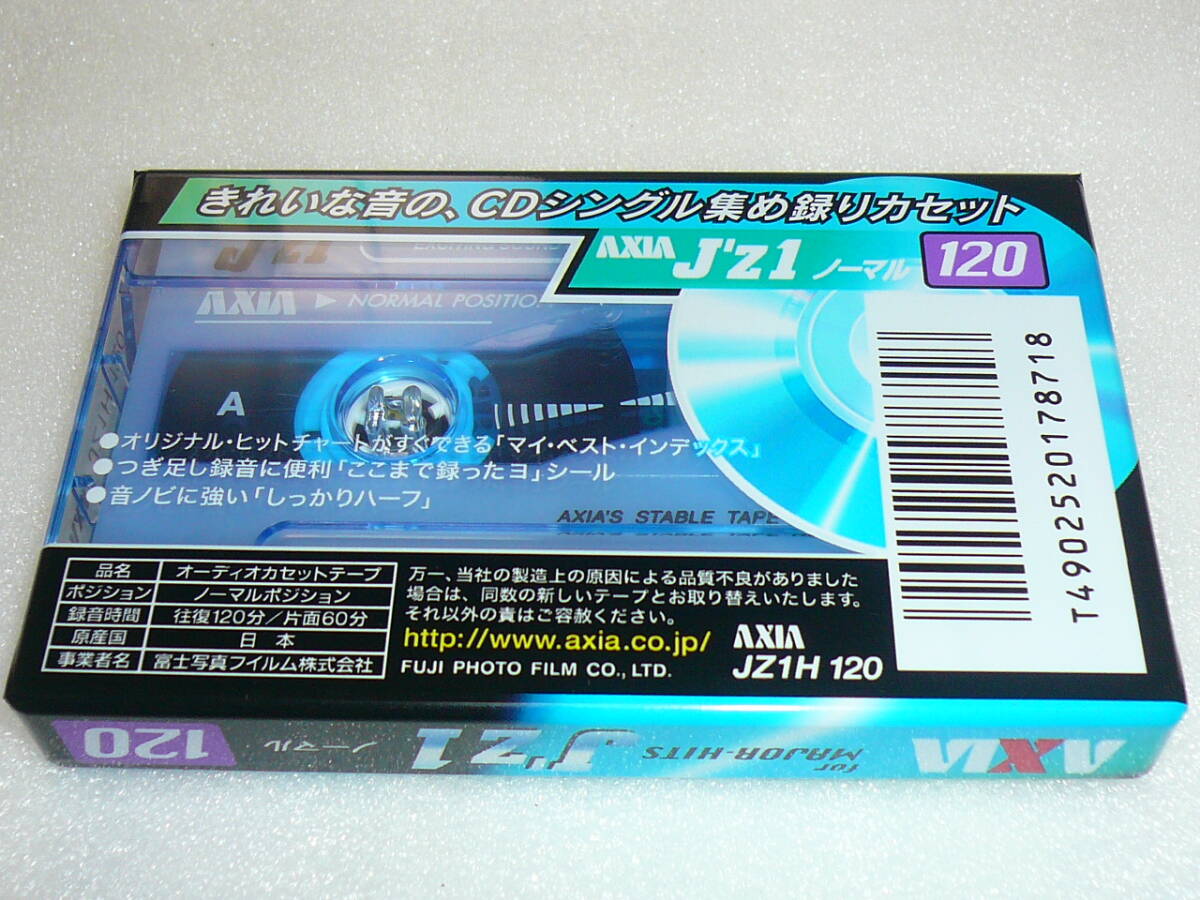 きれいな音の、CDシングル集め録りカセット
AXIA J'z1 ノーマル 120
AXIA ▶ NORMAL POSITIO
A
●オリジナル・ヒットチャートがすぐできる「マイ・ベスト・インデックス」
●つぎ足し録音に便利「ここまで録ったヨ」シール
●音ノビに強い「しっかりハーフ」
AXIA'S STABLE TAPE
品名 オーディオカセットテープ
ポジション ノーマルポジション
録音時間 往復120分/片面60分
原産国 日本
事業者名 富士写真フイルム株式会社
万一、当社の製造上の原因による品質不良がありました
場合は、同数の新しいテープとお取り替えいたします。
それ以外の責はご容赦ください。
http://www.axia.co.jp/
FUJI PHOTO FILM CO., LTD.
AXIA
JZ1H 120
T4902520178718
AXIA
for
MAJOR-HITS
J'z1 ノーマル 120